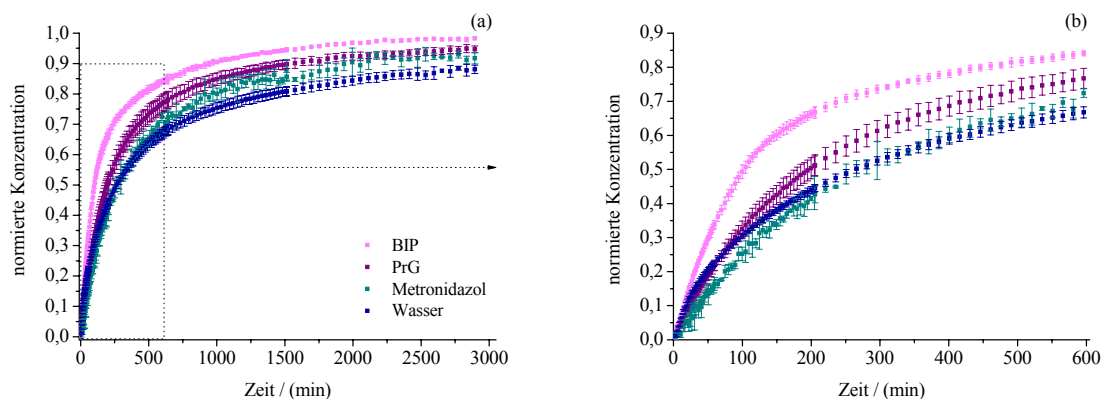 (a)
1,0
0,9
0,8
0,7
0,6
0,5
0,4
0,3
0,2
0,1
0,0
normierte Konzentration
BIP
PrG
Metronidazol
Wasser
0 500 1000 1500 2000 2500 3000
Zeit / (min)
(b)
0,9
0,8
0,7
0,6
0,5
0,4
0,3
0,2
0,1
0,0
normierte Konzentration
0 100 200 300 400 500 600
Zeit / (min)